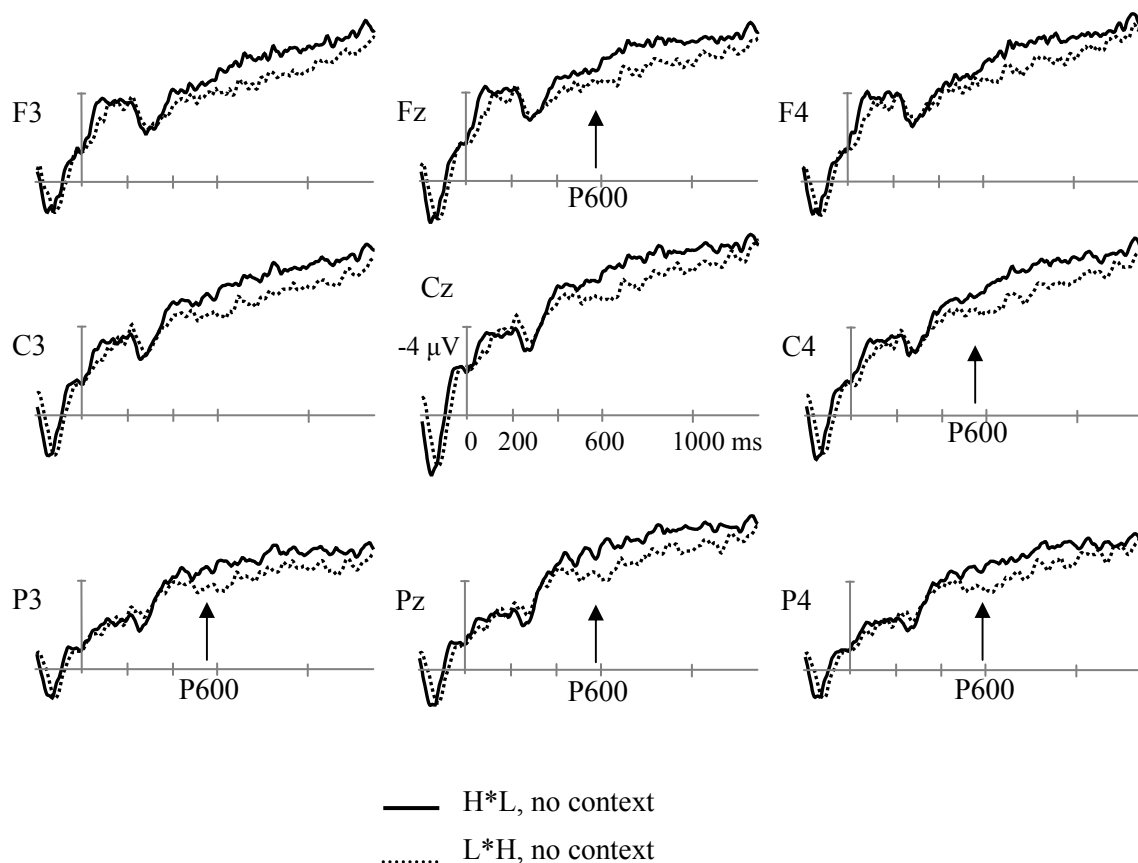 F3
Fz
F4
P600
C3
Cz
-4 μV
C4
0 200 600 1000 ms
P600
P3
Pz
P4
P600
P600
P600
H*L, no context
L*H, no context